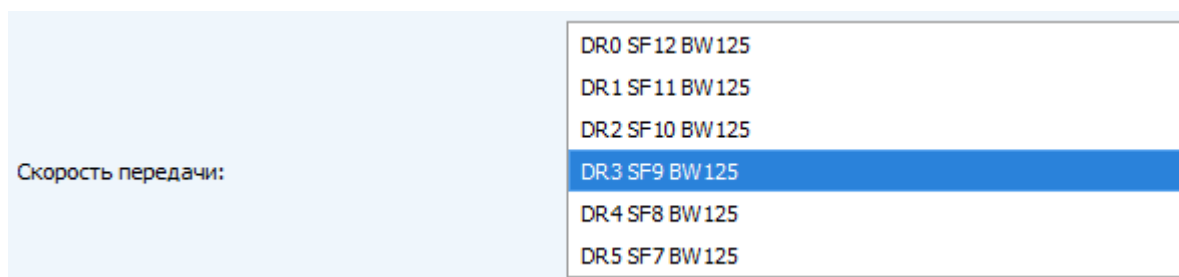 DR0 SF12 BW125
DR1 SF11 BW125
DR2 SF10 BW125
Скорость передачи:
DR3 SF9 BW125
DR4 SF8 BW125
DR5 SF7 BW125